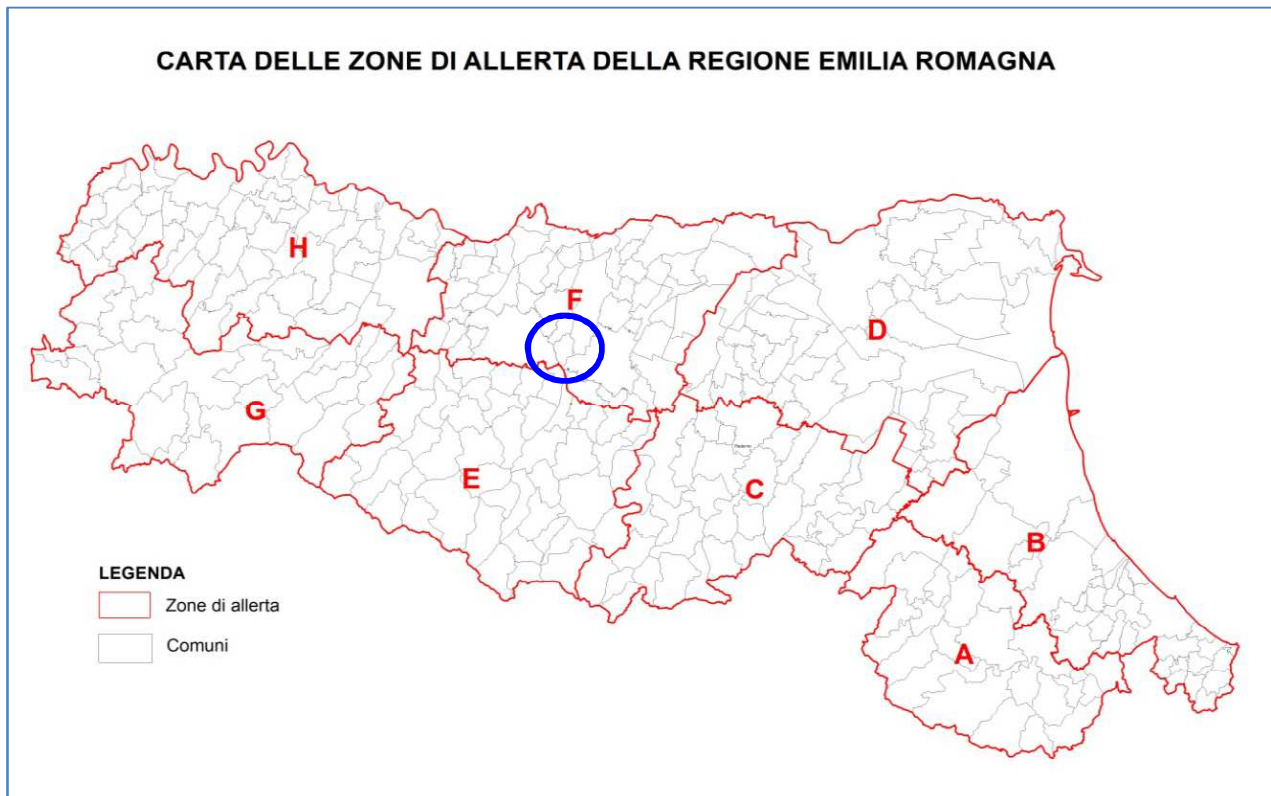 CARTA DELLE ZONE DI ALLERTA DELLA REGIONE EMILIA ROMAGNA
H
F
D
G
E
C
B
A
LEGENDA
Zone di allerta
Comuni